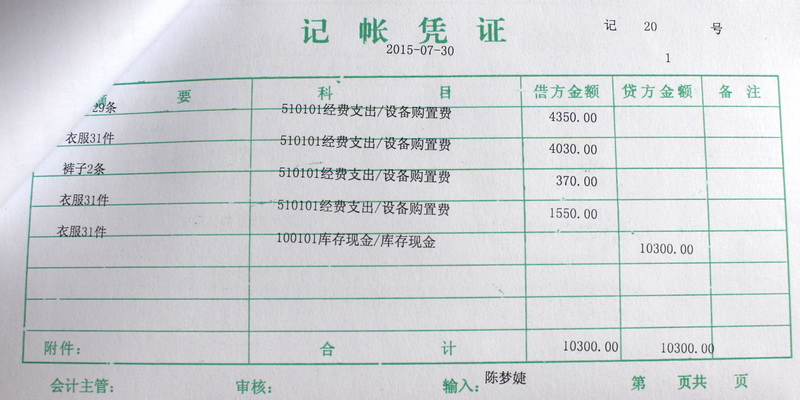 记帐凭证
记 20 号
2015-07-30
1
要 科 目 借方金额 贷方金额 备 注
29条 510101经费支出/设备购置费 4350.00
衣服31件 510101经费支出/设备购置费 4030.00
裤子2条 510101经费支出/设备购置费 370.00
衣服31件 510101经费支出/设备购置费 1550.00
衣服31件 100101库存现金/库存现金 10300.00
附件: 合 计 10300.00 10300.00
会计主管: 审核: 输入: 陈梦婕 第 页共 页